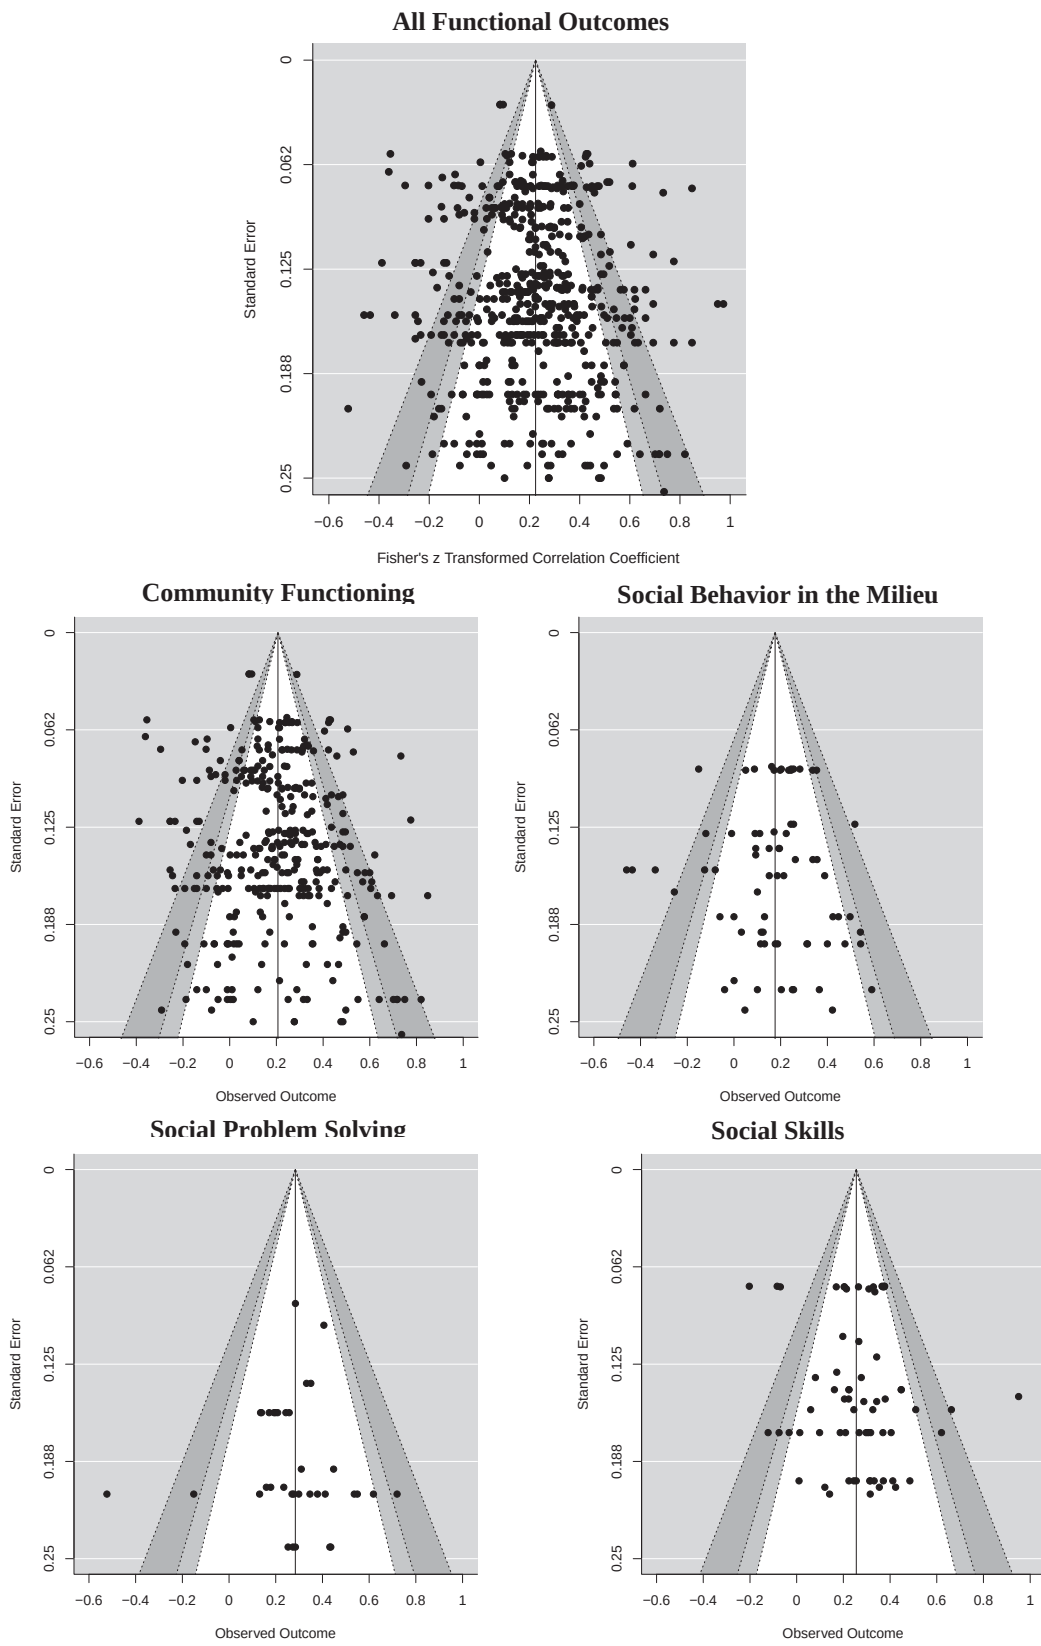 All Functional Outcomes
0
0.062
0.125
0.188
0.25
Standard Error
−0.6 −0.4 −0.2 0 0.2 0.4 0.6 0.8 1
Fisher's z Transformed Correlation Coefficient
Community Functioning
0
0.062
0.125
0.188
0.25
Standard Error
−0.6 −0.4 −0.2 0 0.2 0.4 0.6 0.8 1
Observed Outcome
Social Behavior in the Milieu
0
0.062
0.125
0.188
0.25
Standard Error
−0.6 −0.4 −0.2 0 0.2 0.4 0.6 0.8 1
Observed Outcome
Social Problem Solving
0
0.062
0.125
0.188
0.25
Standard Error
−0.6 −0.4 −0.2 0 0.2 0.4 0.6 0.8 1
Observed Outcome
Social Skills
0
0.062
0.125
0.188
0.25
Standard Error
−0.6 −0.4 −0.2 0 0.2 0.4 0.6 0.8 1
Observed Outcome